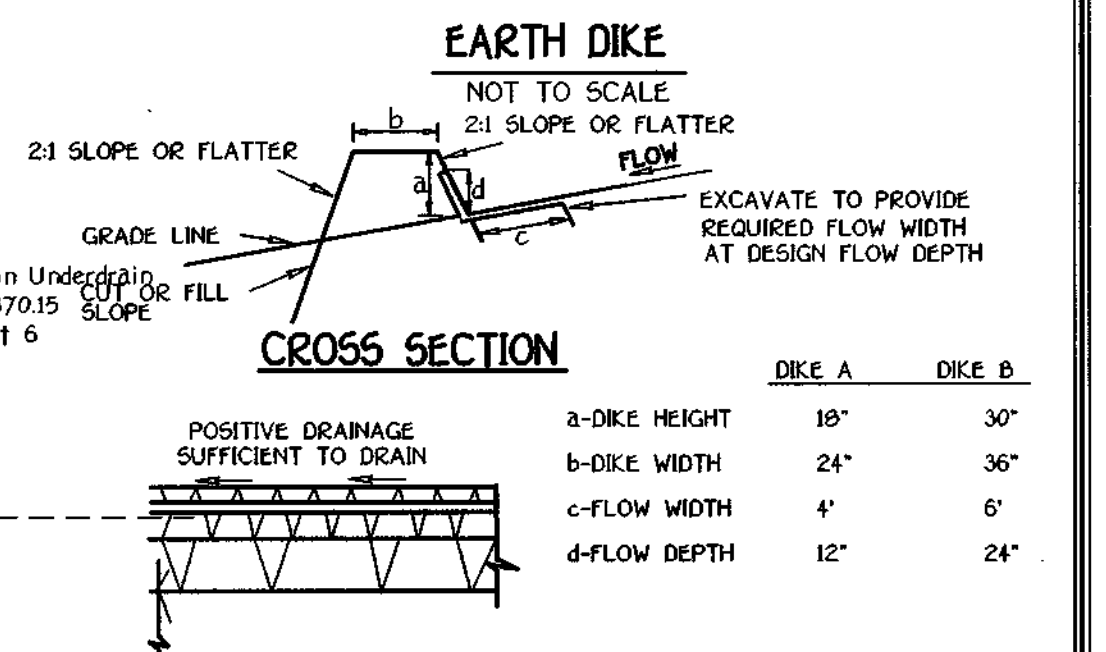 EARTH DIKE
NOT TO SCALE
b
2:1 SLOPE OR FLATTER
2:1 SLOPE OR FLATTER
FLOW
a
d
EXCAVATE TO PROVIDE
REQUIRED FLOW WIDTH
AT DESIGN FLOW DEPTH
c
GRADE LINE
n Underdrain
CUT OR FILL
SLOPE
70.15
t 6
CROSS SECTION
DIKE A DIKE B
a-DIKE HEIGHT 18" 30"
b-DIKE WIDTH 24" 36"
c-FLOW WIDTH 4' 6'
d-FLOW DEPTH 12" 24"
POSITIVE DRAINAGE
SUFFICIENT TO DRAIN